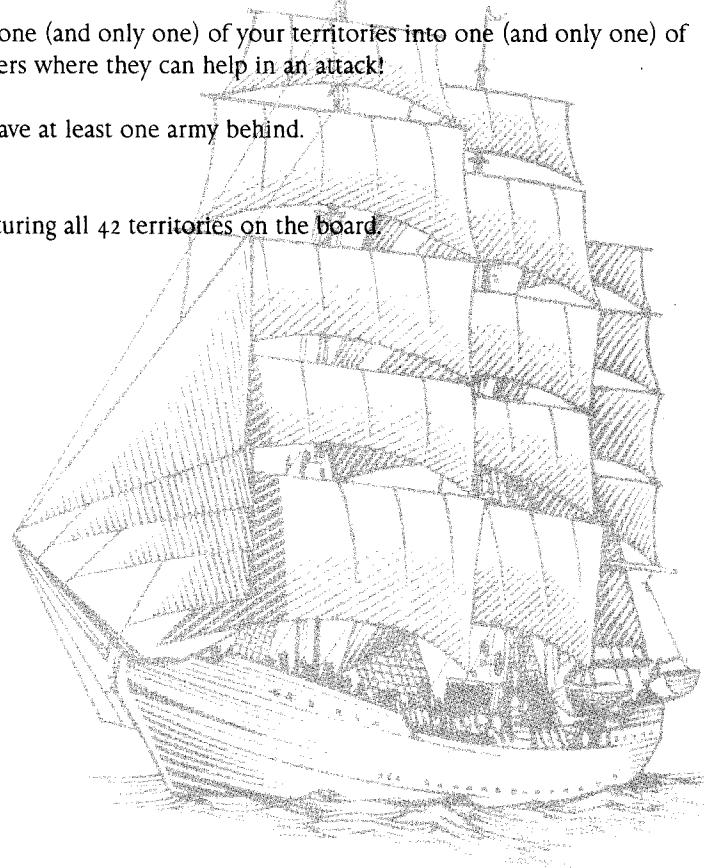 one (and only one) of your territories into one (and only one) of
ers where they can help in an attack!
ave at least one army behind.
turing all 42 territories on the board.